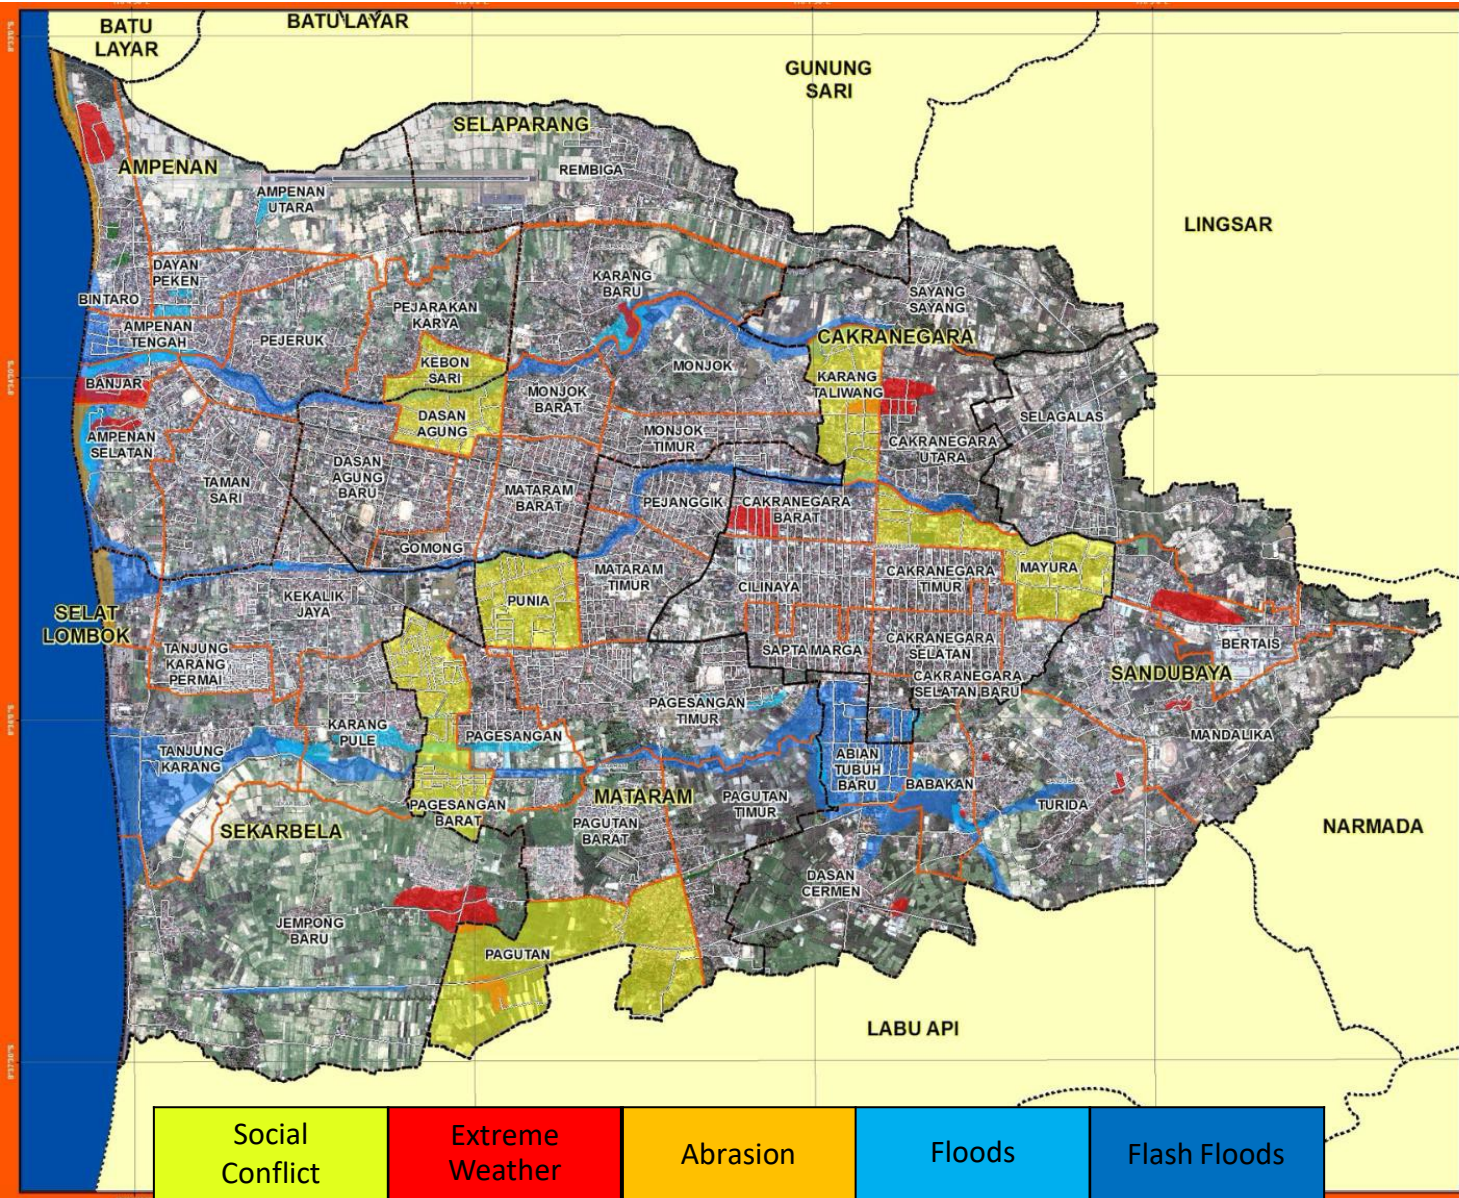 BATU
LAYAR
BATU LAYAR
GUNUNG
SARI
SELAPARANG
AMPENAN
REMBIGA
AMPENAN
UTARA
LINGSAR
DAYAN
PEKEN
KARANG
BARU
BINTARO
SAYANG
SAYANG
PEJARAKAN
KARYA
AMPENAN
TENGAH
PEJERUK
CAKRANEGARA
KEBON
SARI
MONJOK
BANJAR
KARANG
TALIWANG
MONJOK
BARAT
SELAGALAS
DASAN
AGUNG
AMPENAN
SELATAN
MONJOK
TIMUR
CAKRANEGARA
UTARA
DASAN
AGUNG
BARU
TAMAN
SARI
MATARAM
BARAT
PEJANGGIK
CAKRANEGARA
BARAT
GOMONG
MATARAM
TIMUR
CAKRANEGARA
TIMUR
MAYURA
CILINAYA
KEKALIK
JAYA
PUNIA
SELAT
LOMBOK
TANJUNG
KARANG
PERMAI
SAPTA MARGA
CAKRANEGARA
SELATAN
BERTAIS
SANDUBAYA
CAKRANEGARA
SELATAN BARU
PAGESANGAN
TIMUR
KARANG
PULE
PAGESANGAN
MANDALIKA
TANJUNG
KARANG
ABIAN
TUBUH
BARU
BABAKAN
MATARAM
PAGUTAN
TIMUR
TURIDA
PAGESANGAN
BARAT
SEKARBELA
PAGUTAN
BARAT
NARMADA
DASAN
CERMEN
JEMPONG
BARU
PAGUTAN
LABU API
Social
Conflict
Extreme
Weather
Abrasion
Floods
Flash Floods